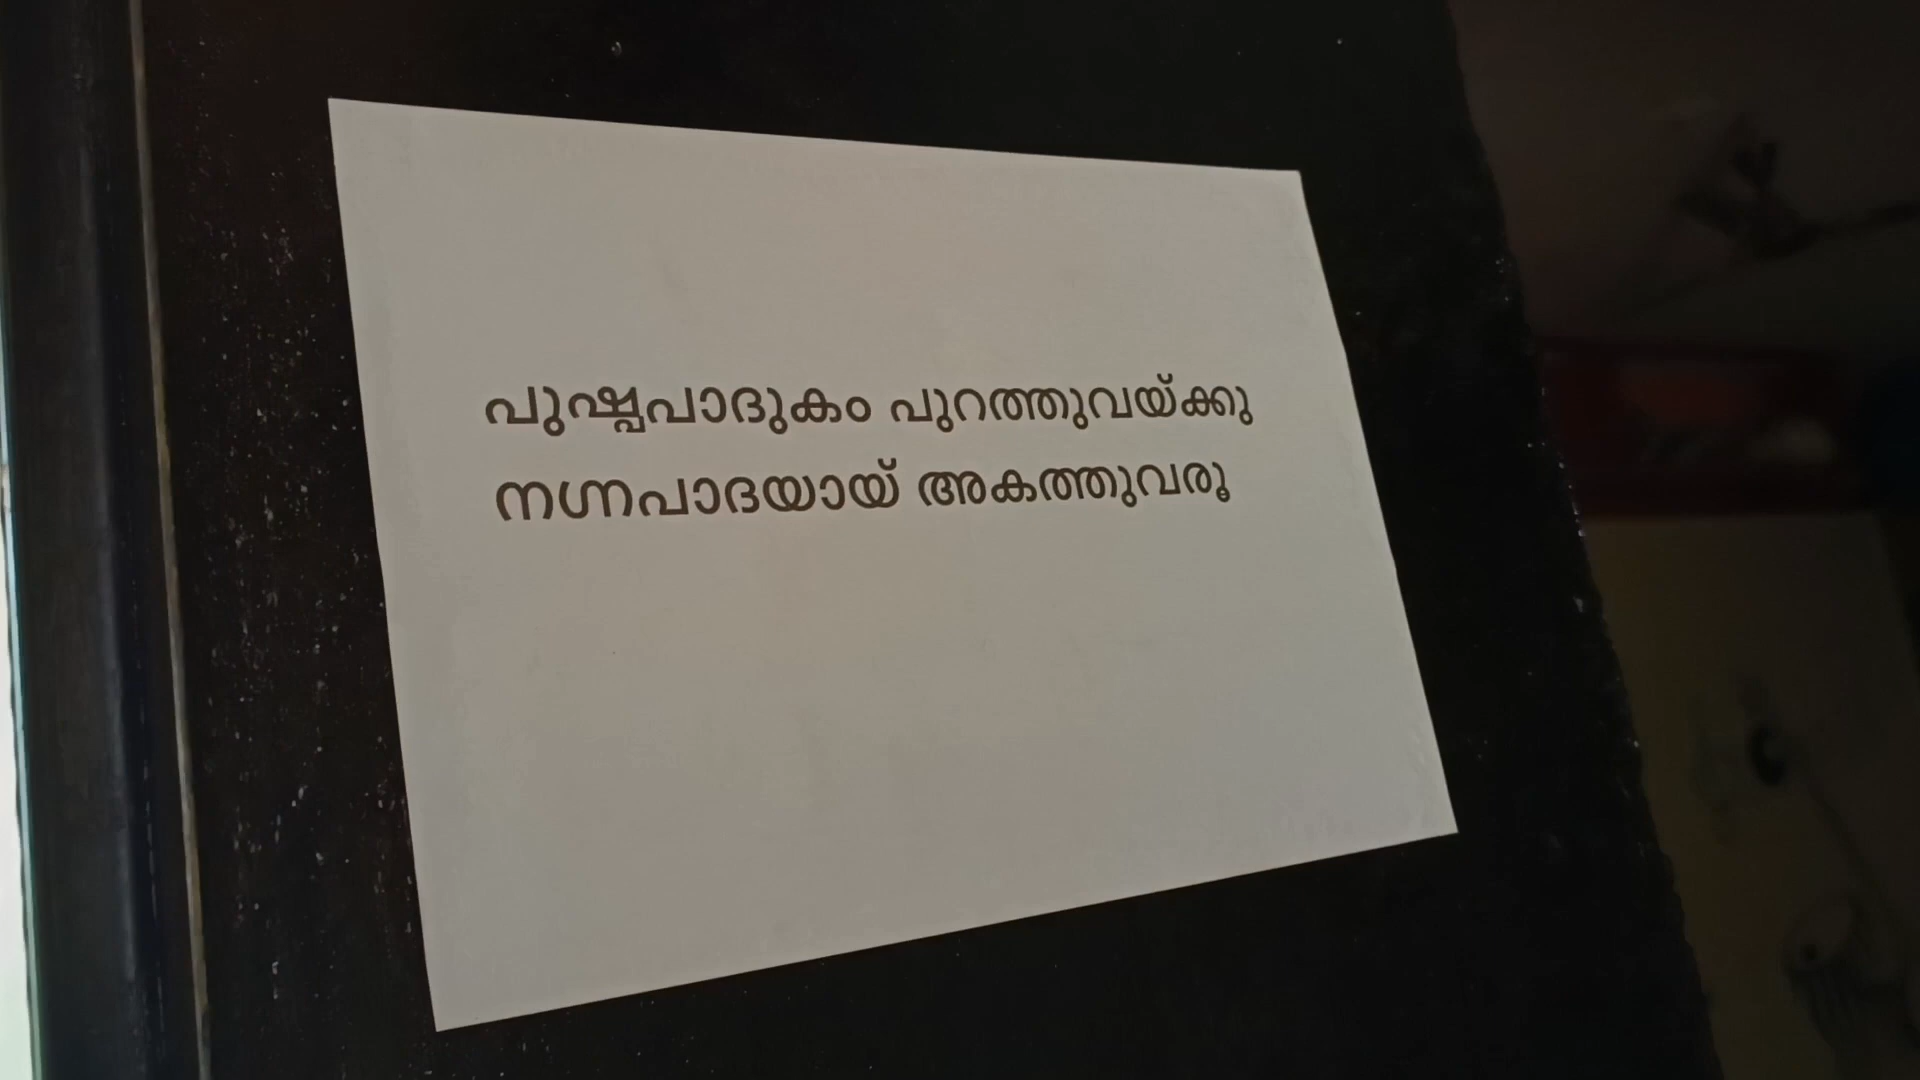 പുഷ്പപാദുകം പുറത്തുവയ്ക്കു
നഗ്നപാദയായ് അകത്തുവരൂ